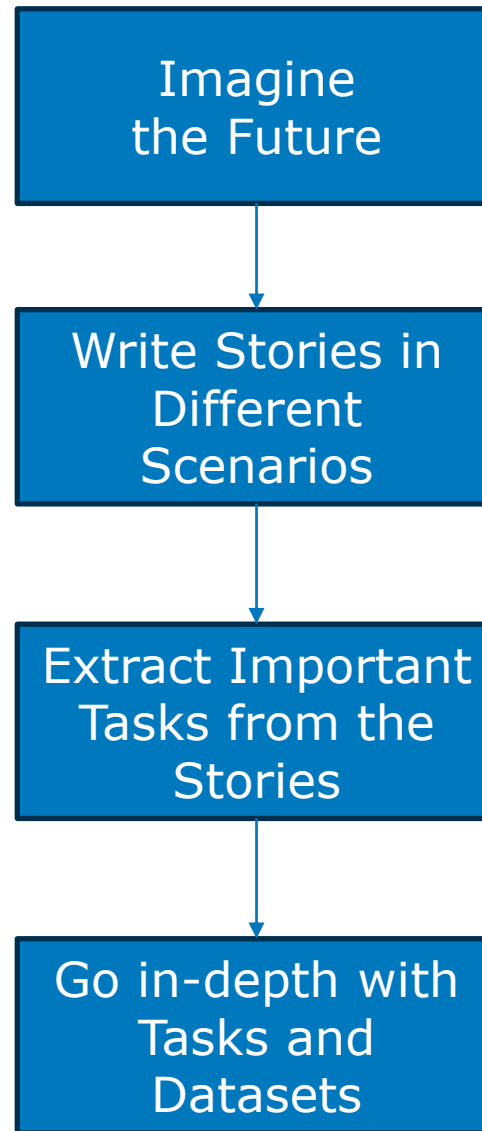 Imagine
the Future
Write Stories in
Different
Scenarios
Extract Important
Tasks from the
Stories
Go in-depth with
Tasks and
Datasets